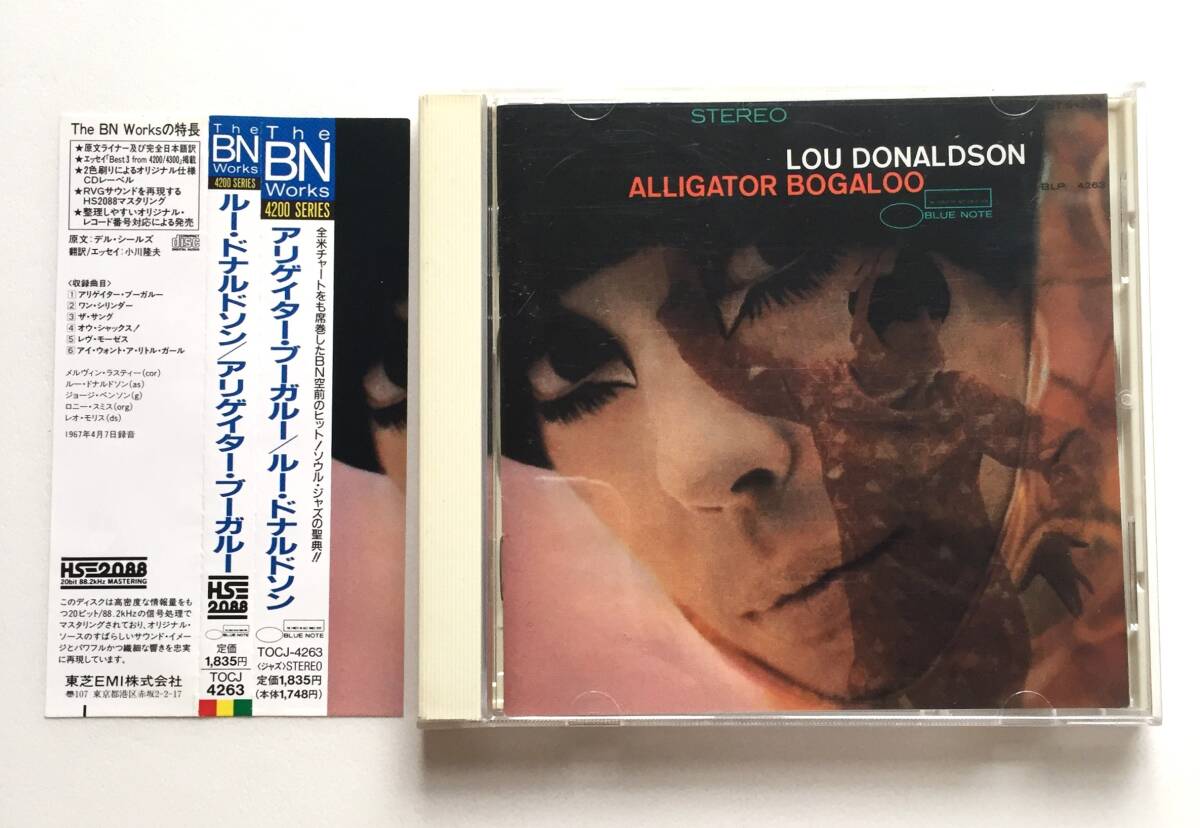 The BN Worksの特長
★原文ライナー及び完全日本語訳
★エッセイ「Best 3 from 4200/4300」掲載
★2色刷りによるオリジナル仕様
CDレーベル
★RVGサウンドを再現する
HS2088マスタリング
★整理しやすいオリジナル・
レコード番号対応による発売
原文：デル・シールズ
翻訳/エッセイ：小川隆夫
disc
〈収録曲目〉
1 アリゲイター・ブーガルー
2 ワン・シリンダー
3 ザ・サング
4 オウ・シャックス！
5 レヴ・モーゼス
6 アイ・ウォント・ア・リトル・ガール
メルヴィン・ラスティー(cor)
ルー・ドナルドソン(as)
ジョージ・ベンソン(g)
ロニー・スミス(org)
レオ・モリス(ds)
1967年4月7日録音
HS2088
20bit 88.2kHz MASTERING
このディスクは高密度な情報量をも
つ20ビット/88.2kHzの信号処理で
マスタリングされており、オリジナル・
ソースのすばらしいサウンド・イメー
ジとパワフルかつ繊細な響きを忠実
に再現しています。
東芝EMI株式会社
〒107 東京都港区赤坂2-2-17
The
BN
Works
4200 SERIES
ルー・ドナルドソン/アリゲイター・ブーガルー
HS
2088
BLUE NOTE
定価
1,835円
TOCJ
4263
The
BN
Works
4200 SERIES
全米チャートをも席巻したBN空前のヒット！ソウル・ジャズの聖典!!
アリゲイター・ブーガルー/ルー・ドナルドソン
BLUE NOTE
TOCJ-4263
〈ジャズ〉STEREO
定価1,835円
(本体1,748円)
STEREO
LOU DONALDSON
ALLIGATOR BOGALOO
BLP 4263
BLUE NOTE